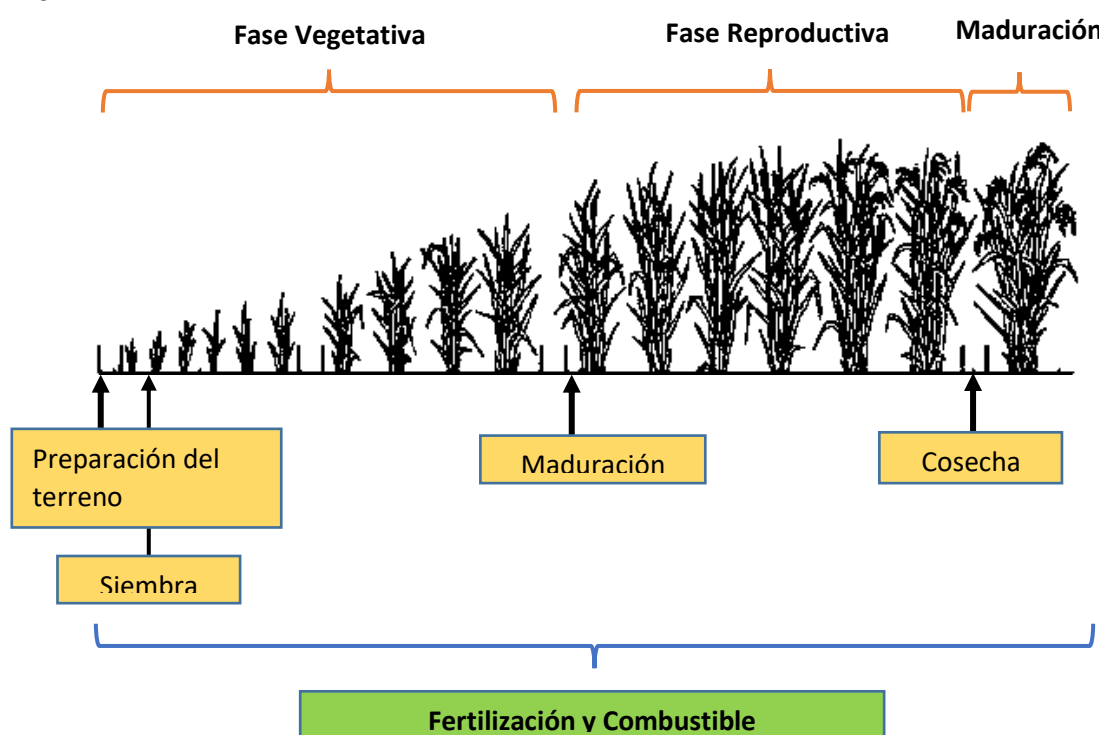 Fase Vegetativa
Fase Reproductiva
Maduración
Preparación del
terreno
Maduración
Cosecha
Siembra
Fertilización y Combustible